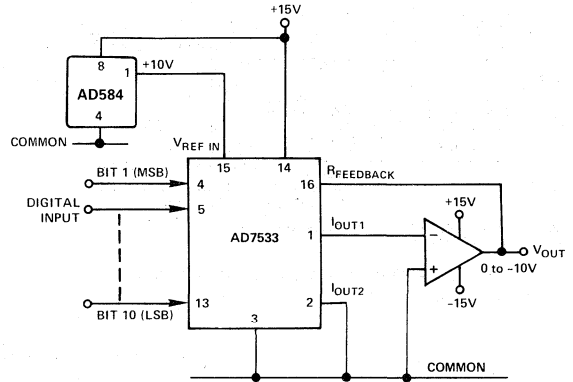 +15V
8
1
+10V
AD584
4
COMMON
VREF IN
15
14
BIT 1 (MSB)
4
16
RFEEDBACK
DIGITAL
INPUT
5
AD7533
1
IOUT1
+15V
−
+
VOUT
0 to −10V
-15V
2
IOUT2
13
BIT 10 (LSB)
3
COMMON